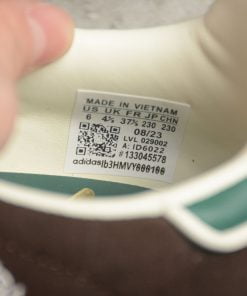 MADE IN VIETNAM
US UK FR JP CHN
6 4½ 37⅓ 230 230
08/23
LVL 029002
A: ID6022
#133045578
adidas